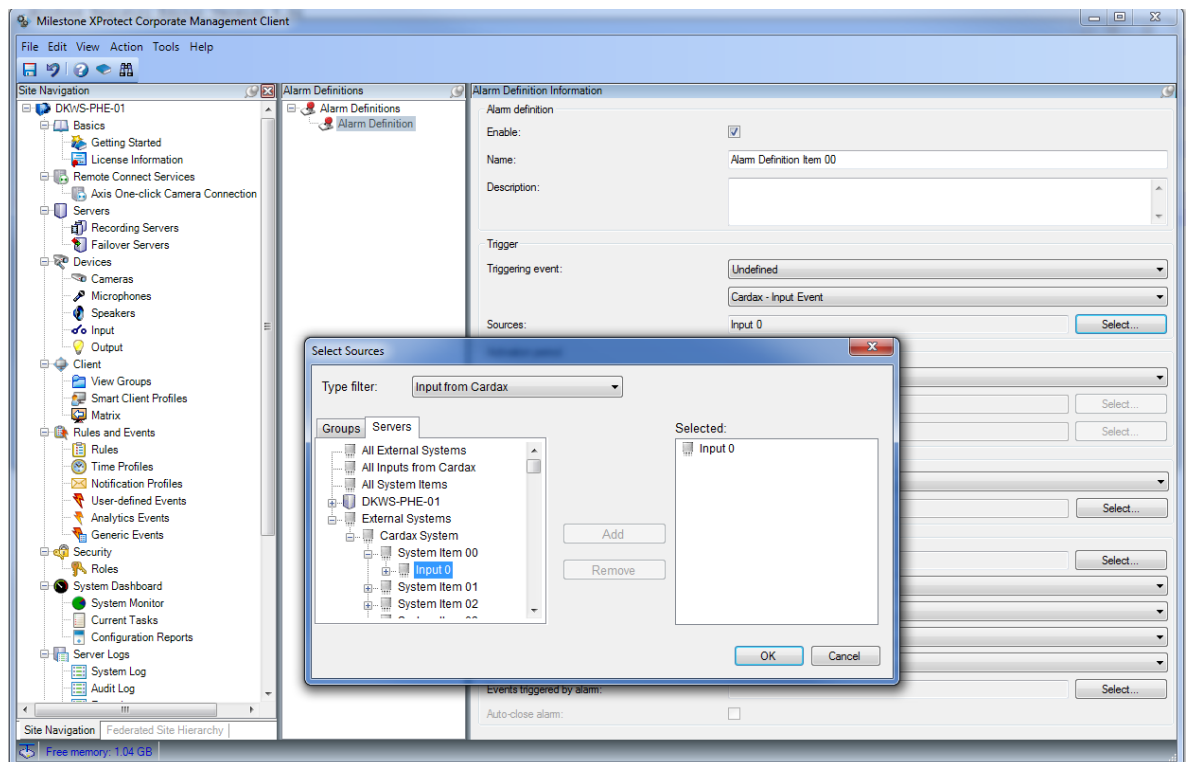 Milestone XProtect Corporate Management Client
File Edit View Action Tools Help
Site Navigation
DKWS-PHE-01
Basics
Getting Started
License Information
Remote Connect Services
Axis One-click Camera Connection
Servers
Recording Servers
Failover Servers
Devices
Cameras
Microphones
Speakers
Input
Output
Client
View Groups
Smart Client Profiles
Matrix
Rules and Events
Rules
Time Profiles
Notification Profiles
User-defined Events
Analytics Events
Generic Events
Security
Roles
System Dashboard
System Monitor
Current Tasks
Configuration Reports
Server Logs
System Log
Audit Log
Site Navigation
Federated Site Hierarchy
Free memory: 1.04 GB
Alarm Definitions
Alarm Definitions
Alarm Definition
Alarm Definition Information
Alarm definition
Enable:
Name: Alarm Definition Item 00
Description:
Trigger
Triggering event: Undefined
Cardax - Input Event
Sources: Input 0 Select...
Select...
Select...
Select...
Select...
Events triggered by alarm: Select...
Auto-close alarm:
Select Sources
Type filter: Input from Cardax
Groups Servers
All External Systems
All Inputs from Cardax
All System Items
DKWS-PHE-01
External Systems
Cardax System
System Item 00
Input 0
System Item 01
System Item 02
Add
Remove
Selected:
Input 0
OK Cancel